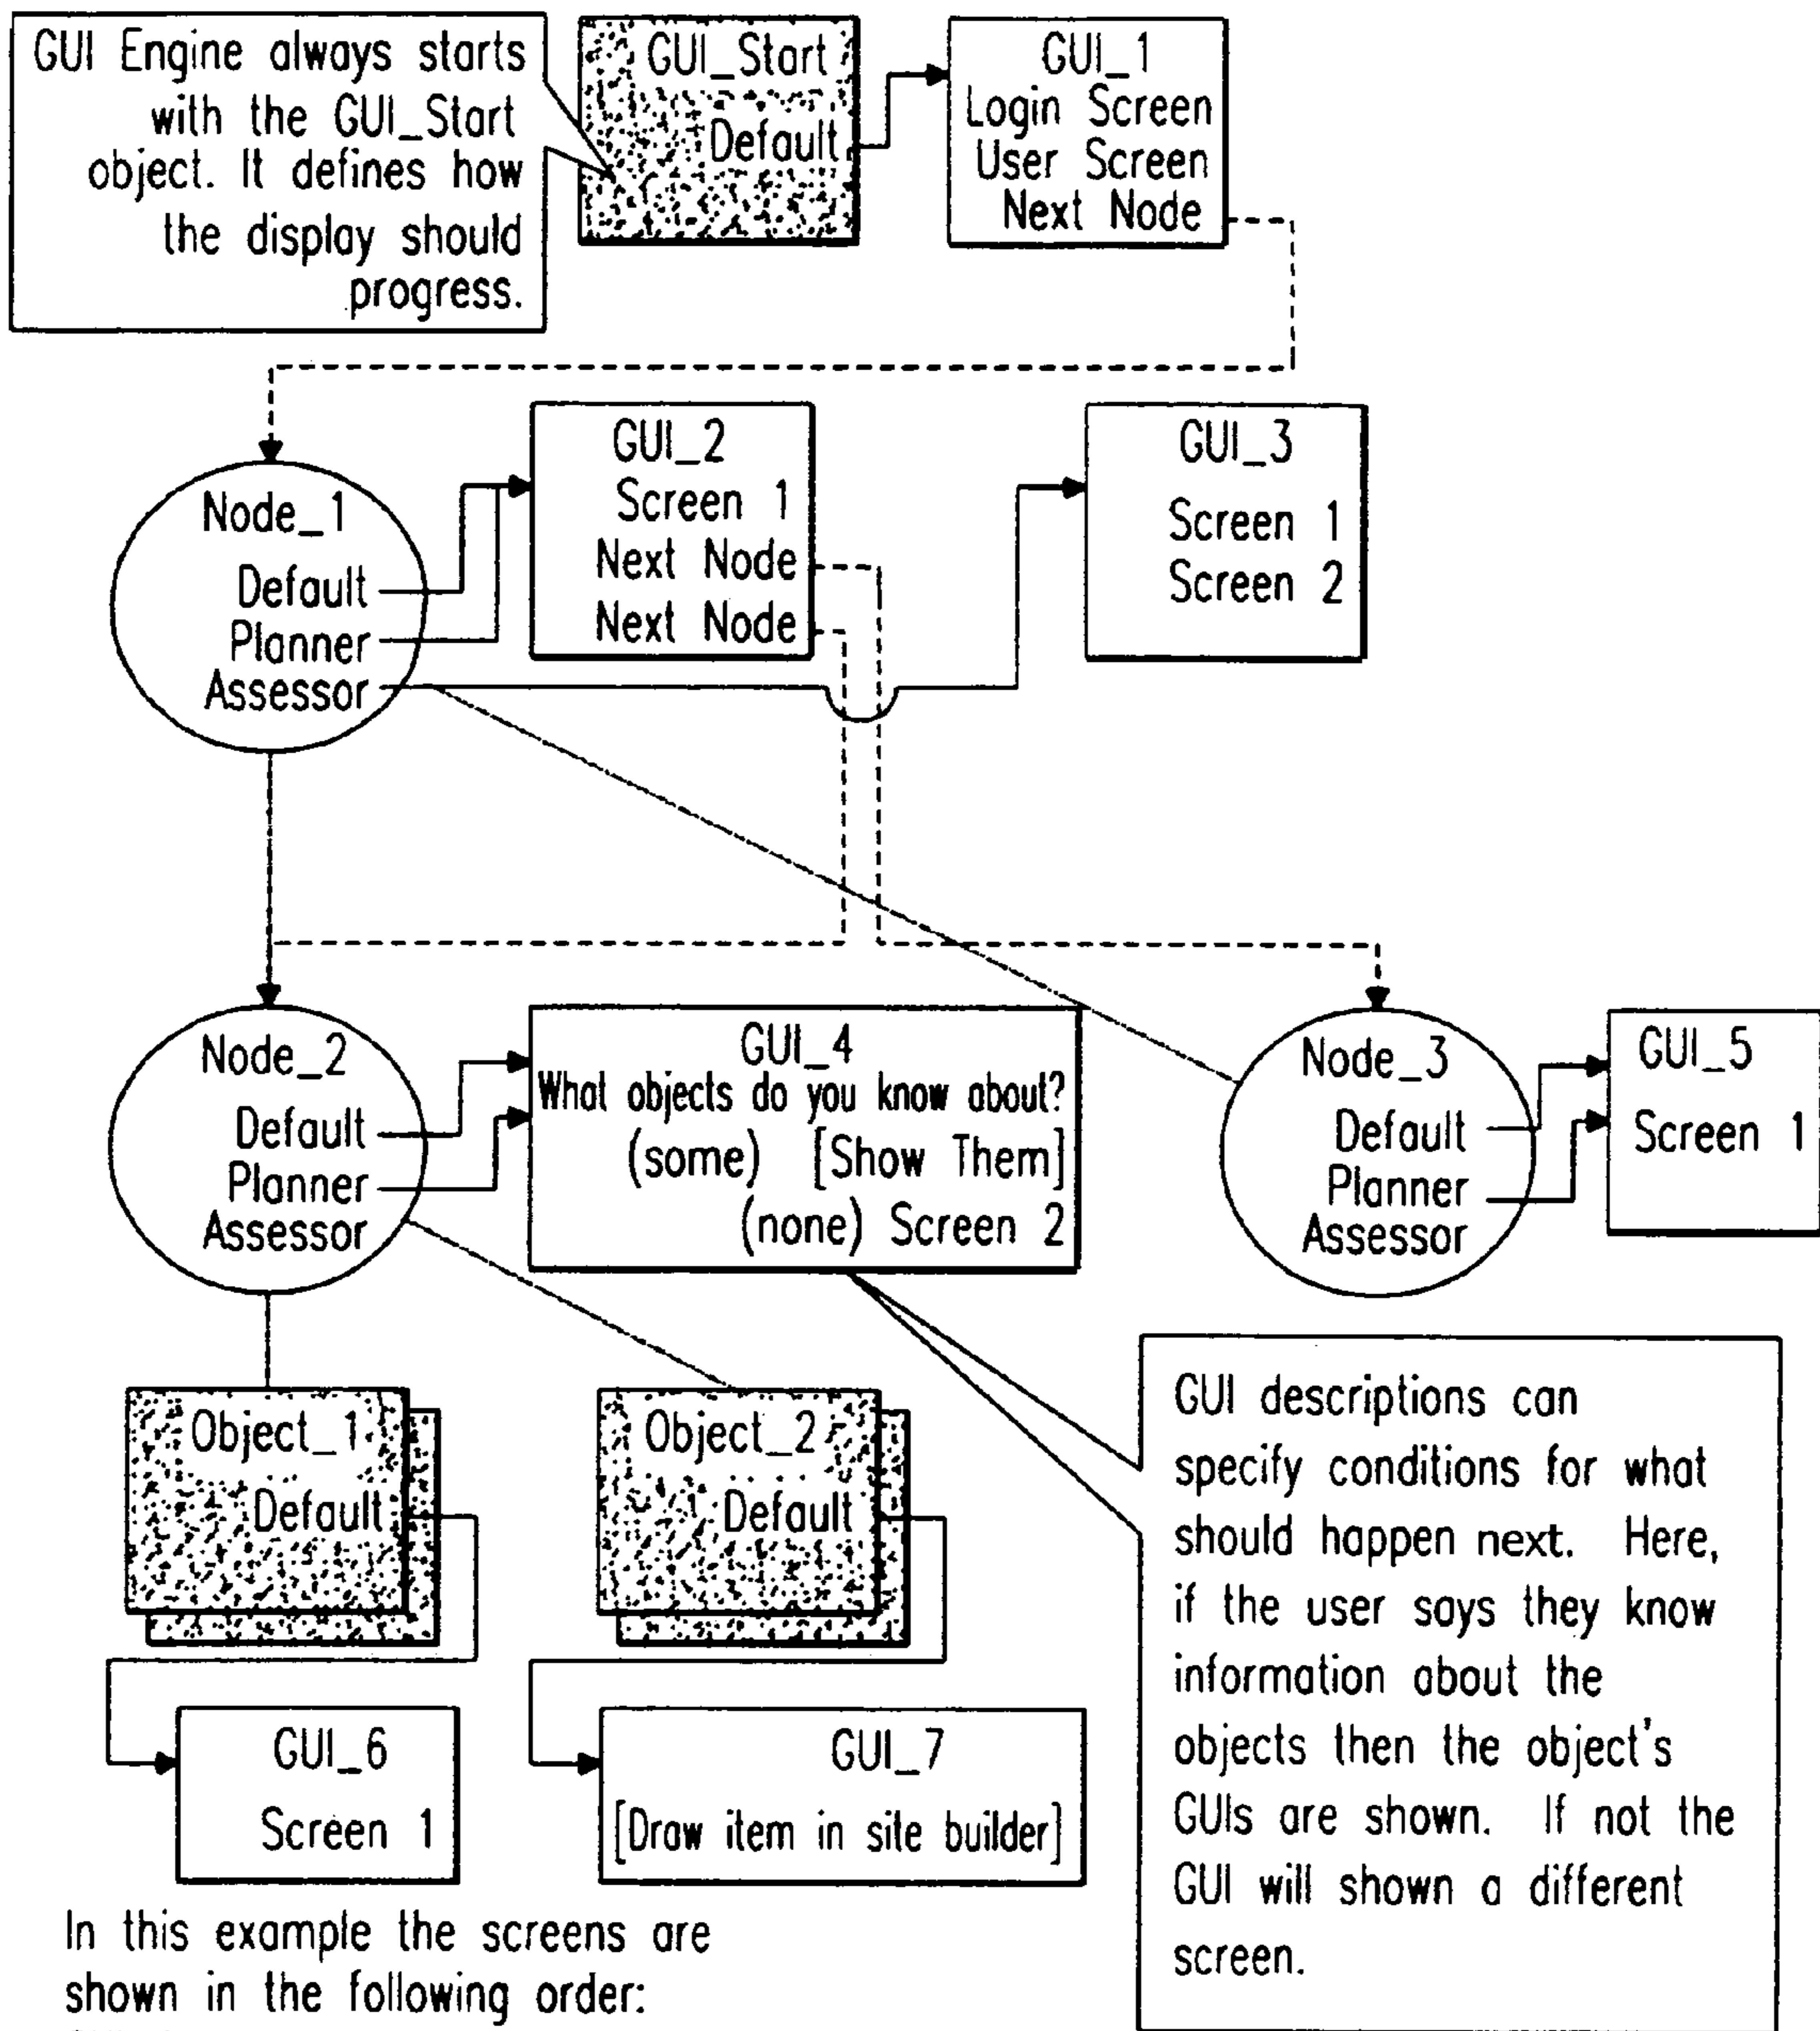 GUI Engine always starts
with the GUI_Start
object. It defines how
the display should
progress.
GUI_Start
Default
GUI_1
Login Screen
User Screen
Next Node
Node_1
Default
Planner
Assessor
GUI_2
Screen 1
Next Node
Next Node
GUI_3
Screen 1
Screen 2
Node_2
Default
Planner
Assessor
GUI_4
What objects do you know about?
(some) [Show Them]
(none) Screen 2
Node_3
Default
Planner
Assessor
GUI_5
Screen 1
Object_1
Default
Object_2
Default
GUI_6
Screen 1
GUI_7
[Draw item in site builder]
GUI descriptions can
specify conditions for what
should happen next. Here,
if the user says they know
information about the
objects then the object's
GUIs are shown. If not the
GUI will shown a different
screen.
In this example the screens are
shown in the following order: